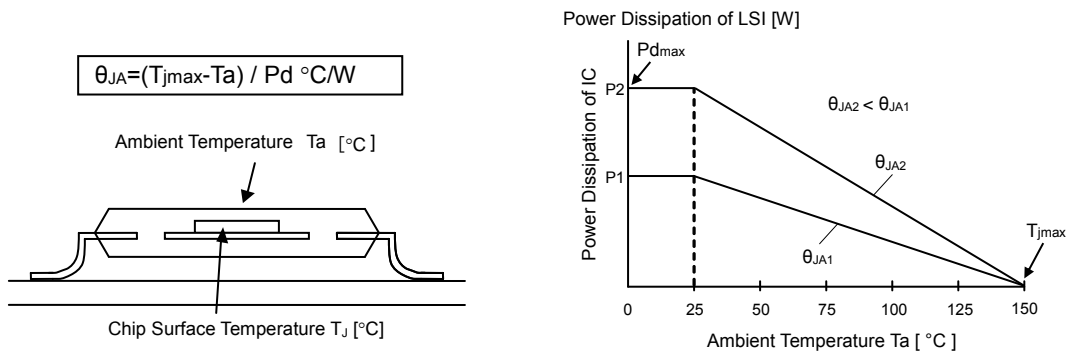 θJA=(Tjmax-Ta) / Pd °C/W
Ambient Temperature Ta [°C]
Chip Surface Temperature TJ [°C]
Power Dissipation of LSI [W]
Pdmax
P2
θJA2 < θJA1
θJA2
P1
Power Dissipation of IC
Tjmax
θJA1
0 25 50 75 100 125 150
Ambient Temperature Ta [ °C]